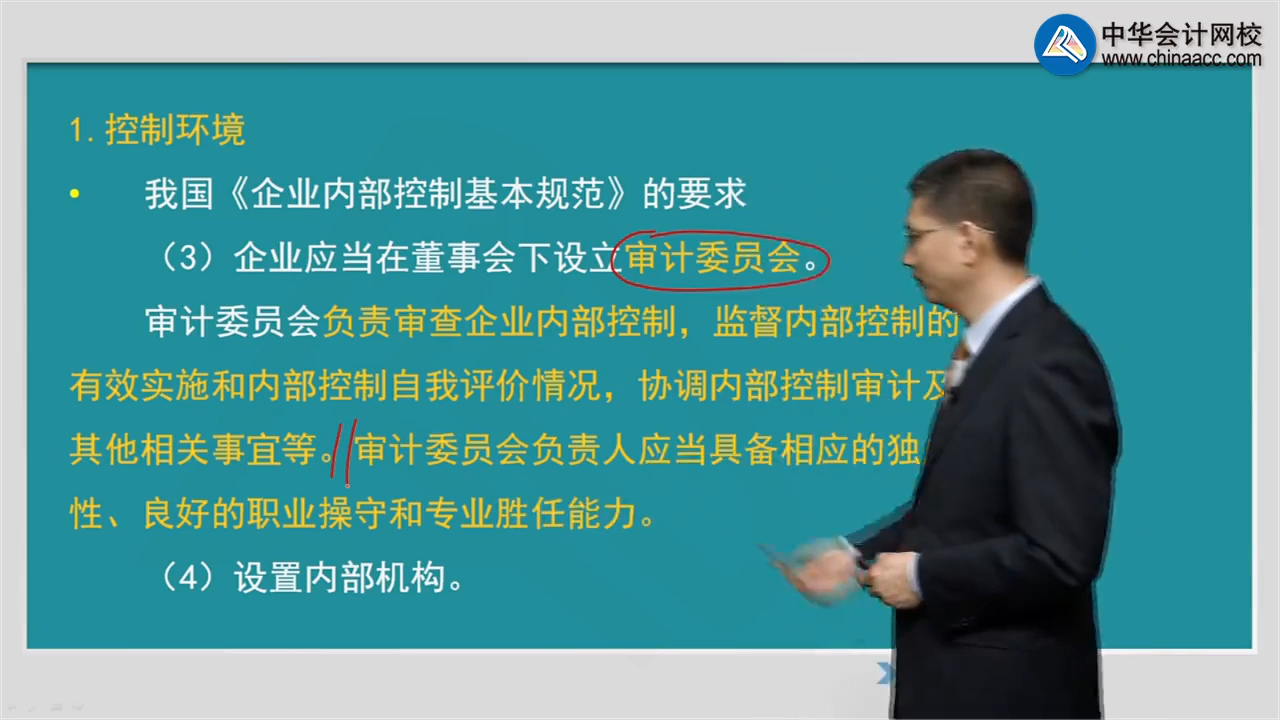 中华会计网校
www.chinaacc.com
1.控制环境
• 我国《企业内部控制基本规范》的要求
（3）企业应当在董事会下设立审计委员会。
审计委员会负责审查企业内部控制，监督内部控制的
有效实施和内部控制自我评价情况，协调内部控制审计及
其他相关事宜等。审计委员会负责人应当具备相应的独
性、良好的职业操守和专业胜任能力。
（4）设置内部机构。